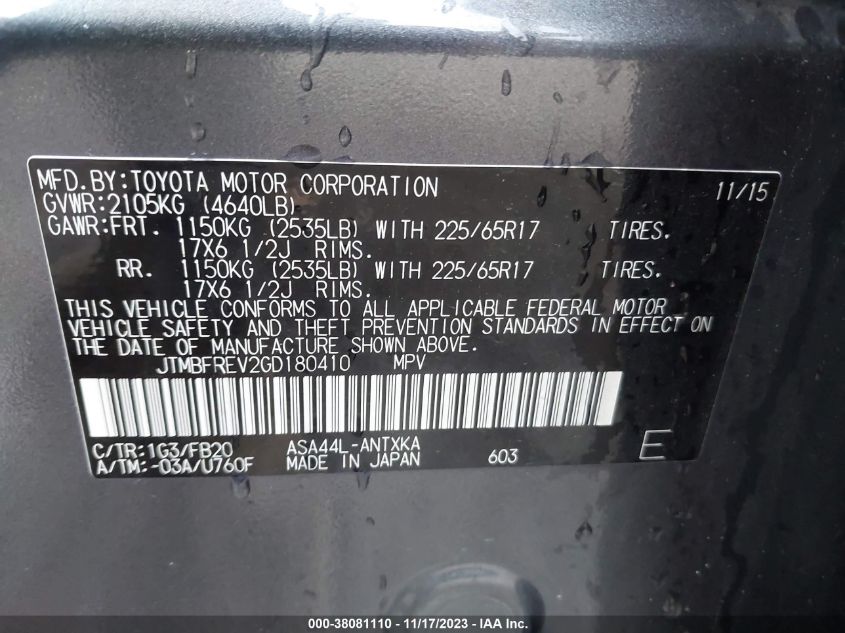 MFD.BY:TOYOTA MOTOR CORPORATION 11/15
GVWR:2105KG (4640LB)
GAWR:FRT. 1150KG (2535LB) WITH 225/65R17 TIRES.
17X6 1/2J RIMS.
RR. 1150KG (2535LB) WITH 225/65R17 TIRES.
17X6 1/2J RIMS.
THIS VEHICLE CONFORMS TO ALL APPLICABLE FEDERAL MOTOR
VEHICLE SAFETY AND THEFT PREVENTION STANDARDS IN EFFECT ON
THE DATE OF MANUFACTURE SHOWN ABOVE.
JTMBFREV2GD180410 MPV
C/TR:1G3/FB20 ASA44L-ANTXKA
A/TM:-03A/U760F MADE IN JAPAN 603 E
000-38081110 - 11/17/2023 - IAA Inc.